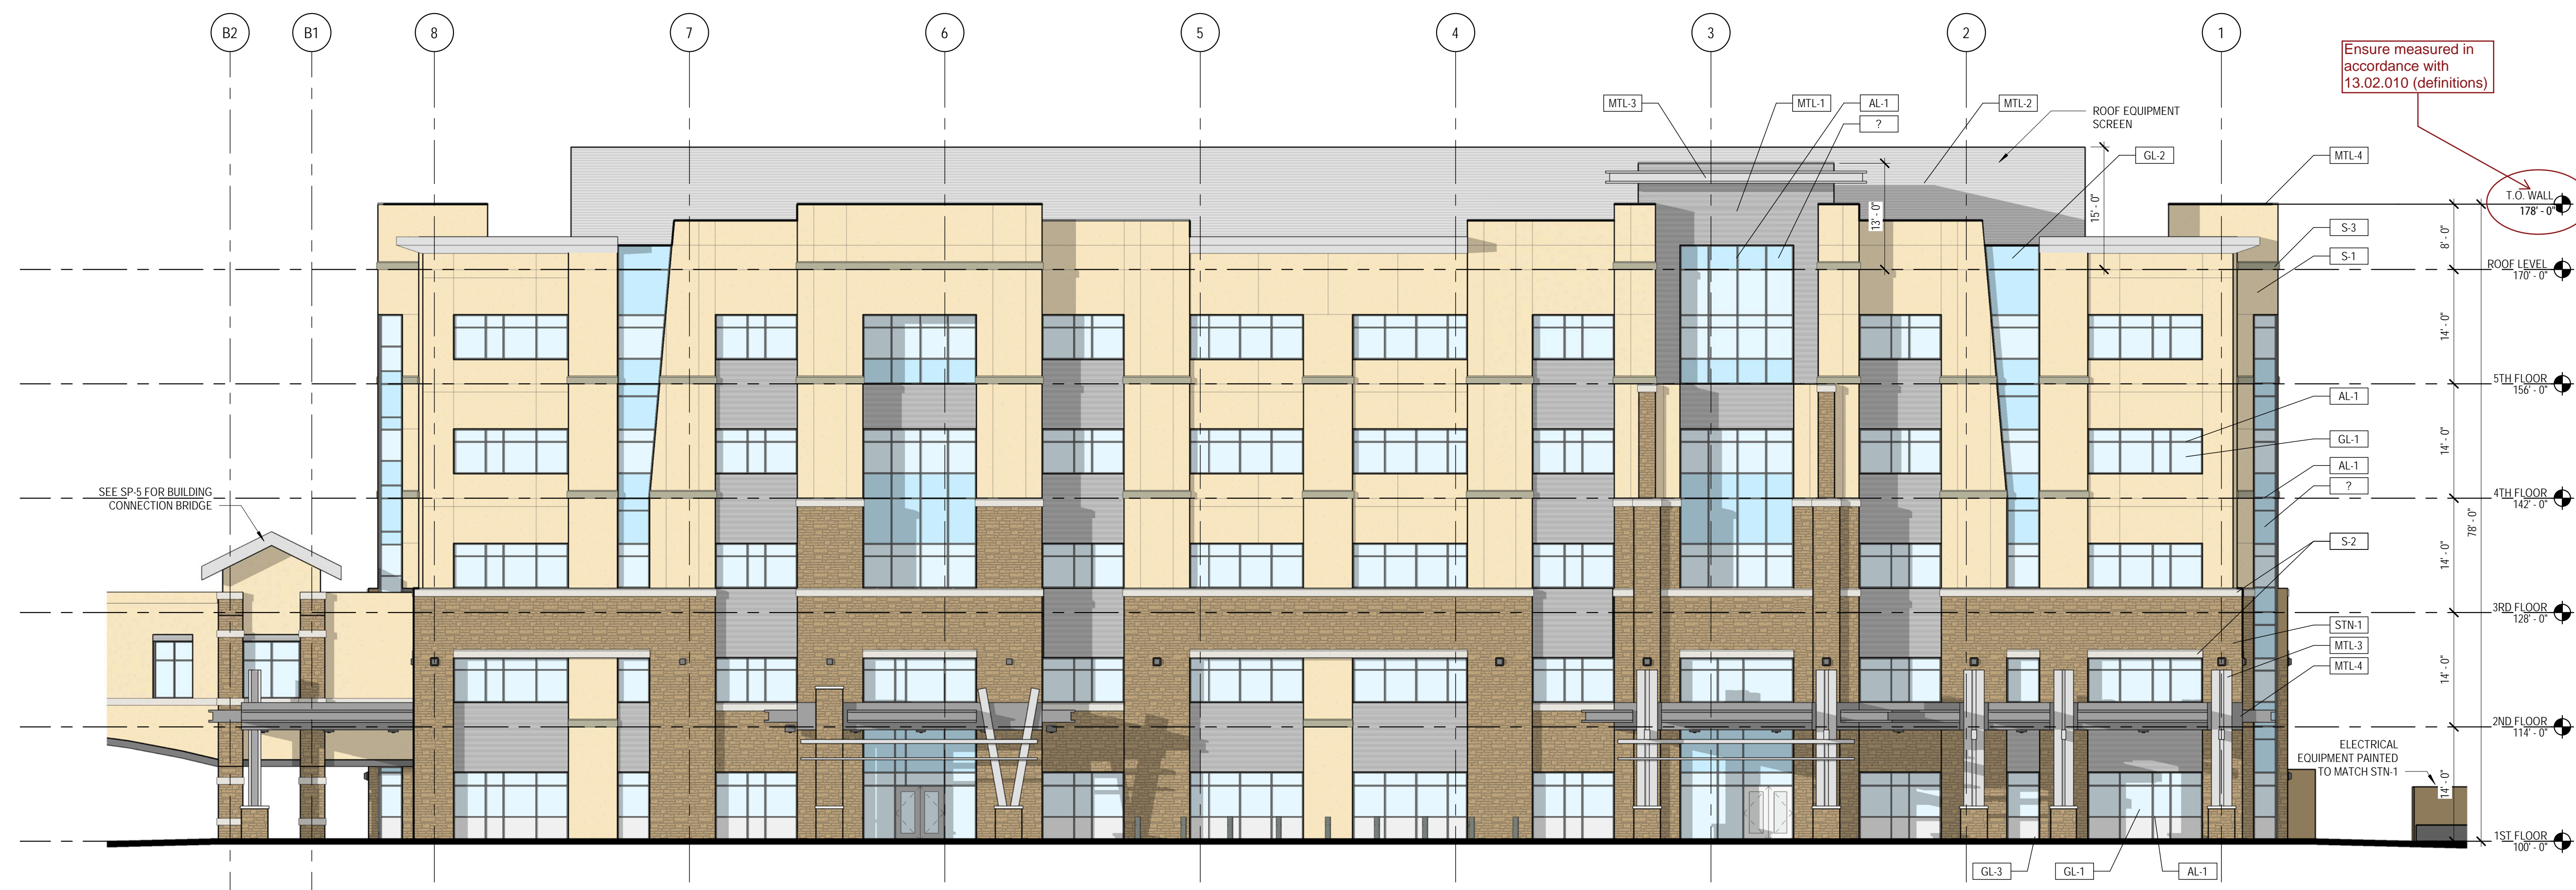 B2
B1
8
7
6
5
4
3
2
1
Ensure measured in
accordance with
13.02.010 (definitions)
MTL-3
MTL-1
AL-1
?
MTL-2
ROOF EQUIPMENT
SCREEN
GL-2
MTL-4
T.O. WALL
178' - 0"
13' - 0"
15' - 0"
8' - 0"
S-3
S-1
ROOF LEVEL
170' - 0"
14' - 0"
5TH FLOOR
156' - 0"
AL-1
GL-1
14' - 0"
AL-1
?
4TH FLOOR
142' - 0"
SEE SP-5 FOR BUILDING
CONNECTION BRIDGE
78' - 0"
S-2
14' - 0"
3RD FLOOR
128' - 0"
STN-1
MTL-3
MTL-4
14' - 0"
2ND FLOOR
114' - 0"
ELECTRICAL
EQUIPMENT PAINTED
TO MATCH STN-1
14' - 0"
1ST FLOOR
100' - 0"
GL-3
GL-1
AL-1